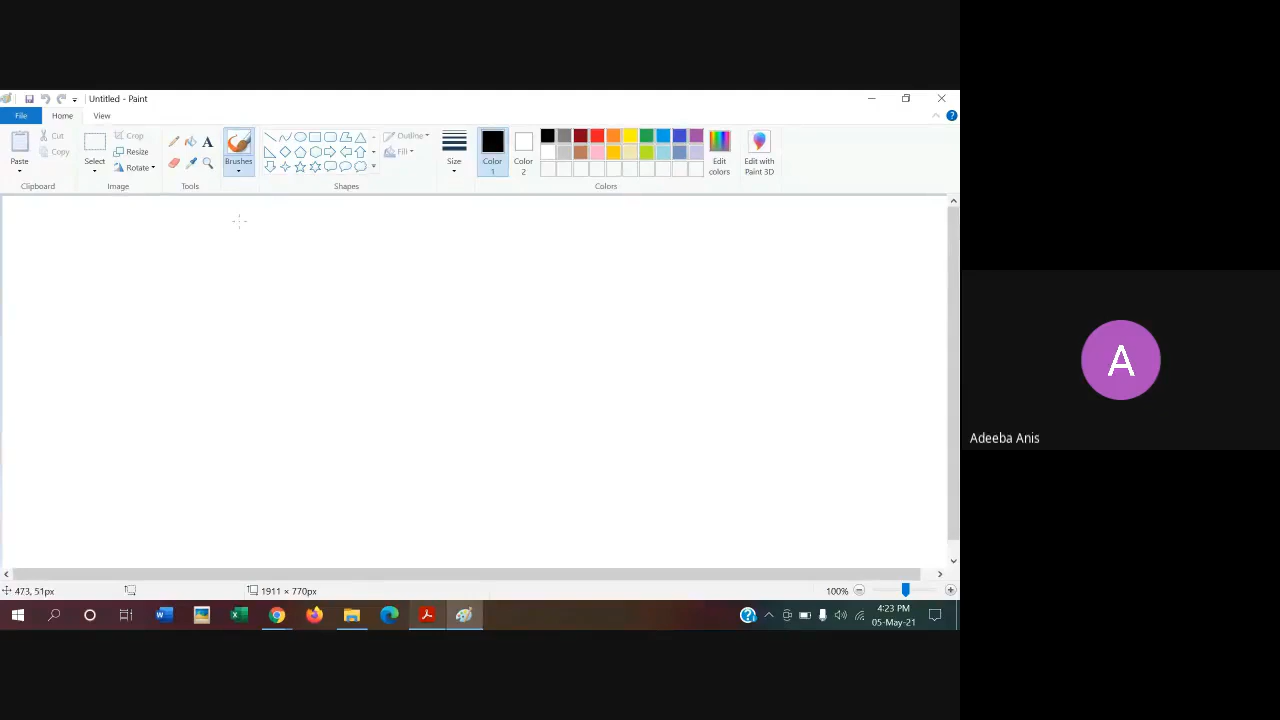 Untitled - Paint
File
Home
View
Paste
Cut
Copy
Clipboard
Select
Crop
Resize
Rotate
Image
A
Tools
Brushes
Shapes
Outline
Fill
Size
Color 1
Color 2
Edit colors
Colors
Edit with Paint 3D
A
Adeeba Anis
473, 51px
1911 × 770px
100%
4:23 PM
05-May-21